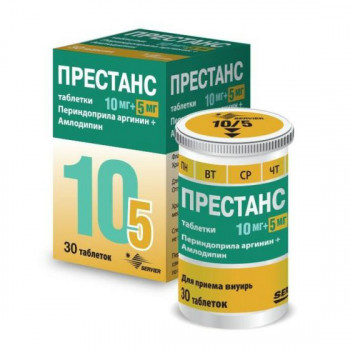 ПРЕСТАНС
таблетки 10 мг + 5 мг
Периндоприла аргинин +
Амлодипин
10
5
30 таблеток
SERVIER
ПРЕСТАНС
10/5
ПН ВТ СР ЧТ
ПРЕСТАНС
таблетки 10 мг + 5 мг
Периндоприла аргинин +
Амлодипин
Для приема внутрь
30 таблеток